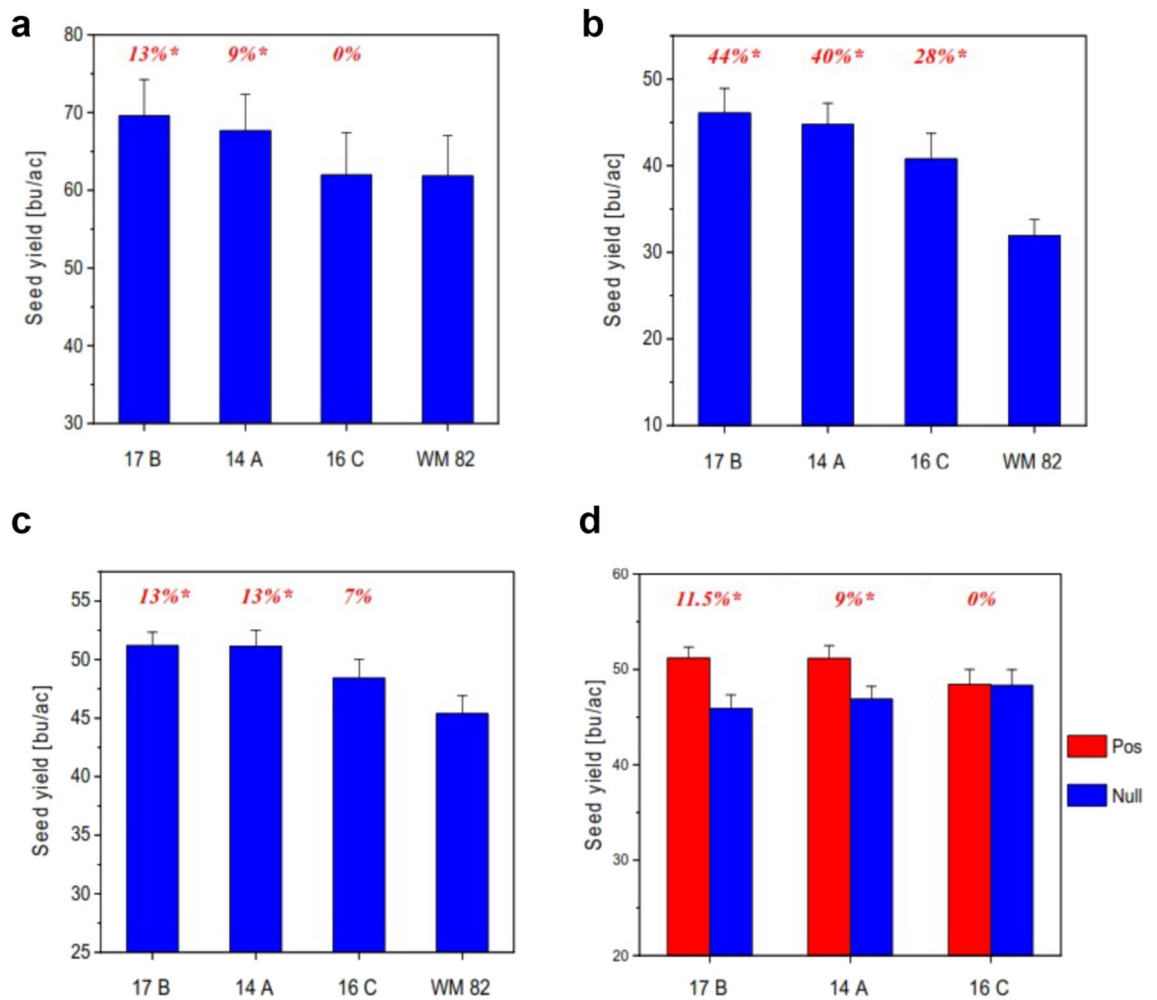 a
80
70
60
50
40
30
Seed yield [bu/ac]
13%* 9%* 0%
17 B 14 A 16 C WM 82
b
50
40
30
20
10
Seed yield [bu/ac]
44%* 40%* 28%*
17 B 14 A 16 C WM 82
c
55
50
45
40
35
30
25
Seed yield [bu/ac]
13%* 13%* 7%
17 B 14 A 16 C WM 82
d
60
50
40
30
20
Seed yield [bu/ac]
11.5%* 9%* 0%
17 B 14 A 16 C
Pos
Null